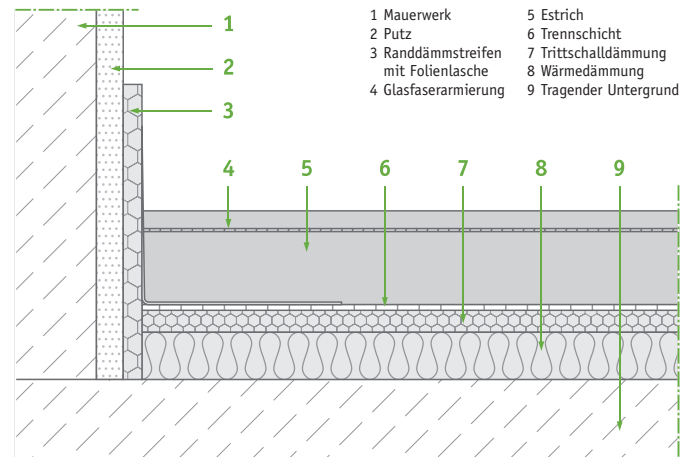 1 Mauerwerk
2 Putz
3 Randdämmstreifen
mit Folienlasche
4 Glasfaserarmierung
5 Estrich
6 Trennschicht
7 Trittschalldämmung
8 Wärmedämmung
9 Tragender Untergrund
1
2
3
4 5 6 7 8 9